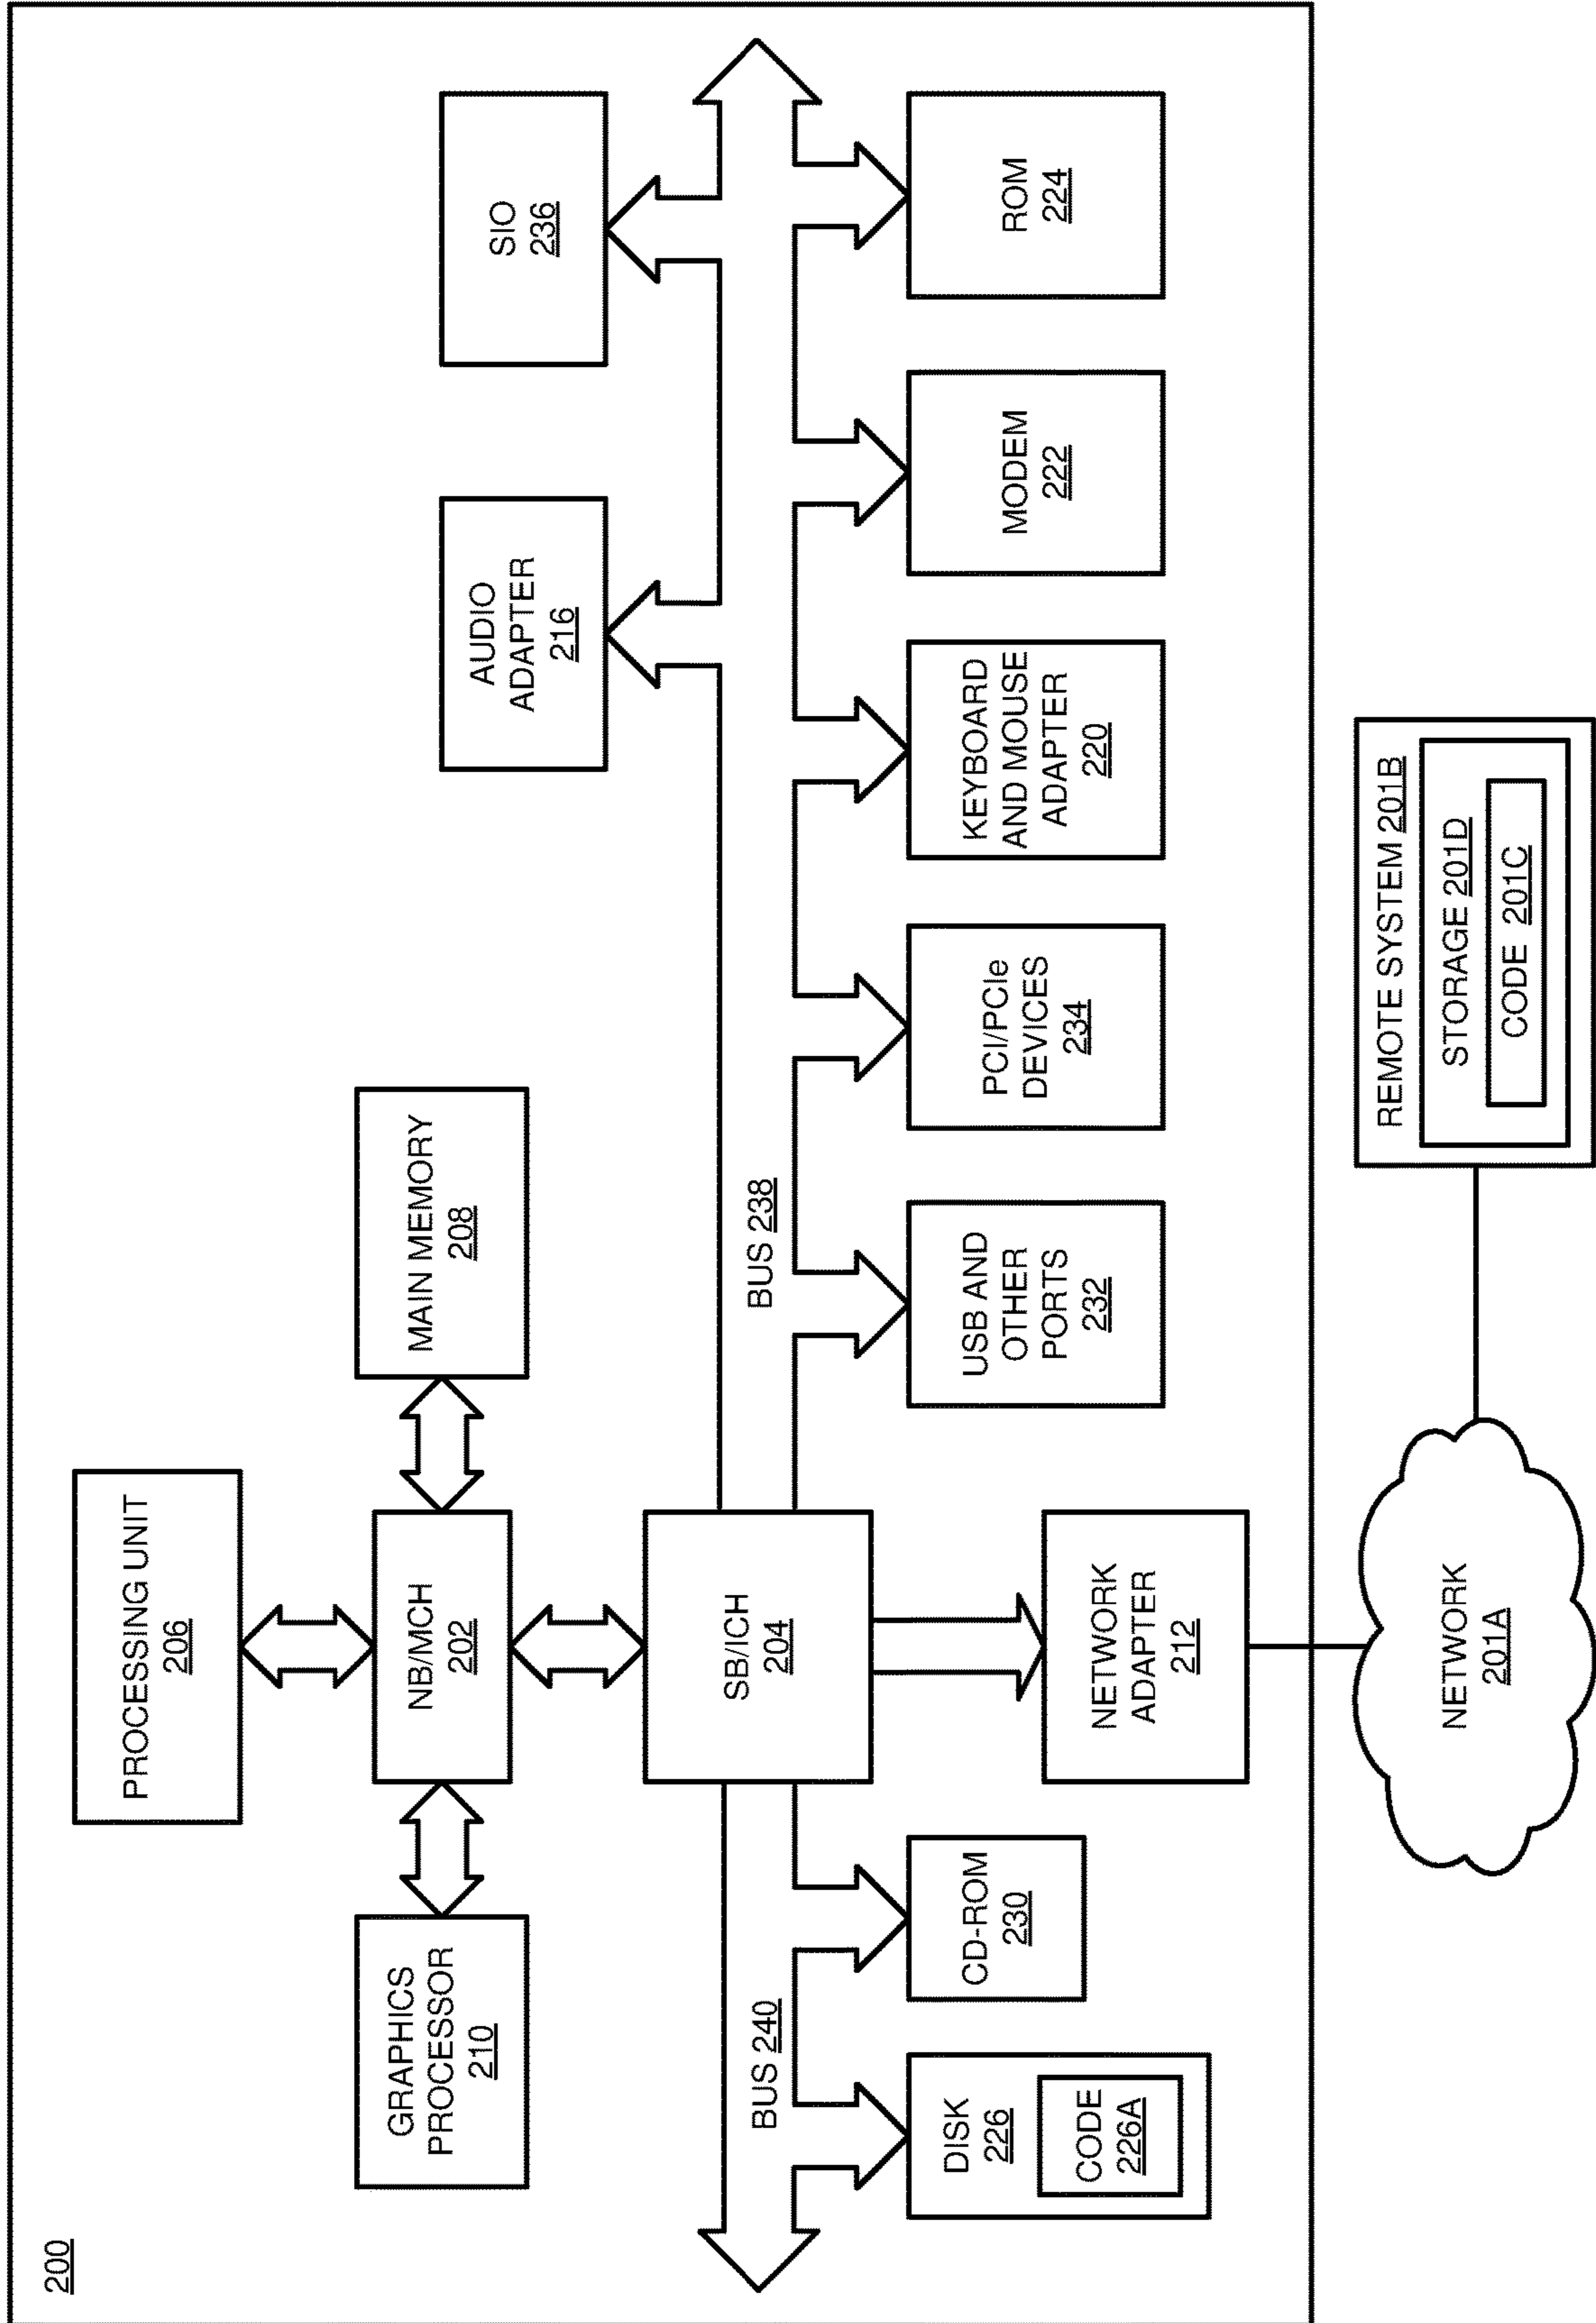 200
PROCESSING UNIT
206
GRAPHICS
PROCESSOR
210
NB/MCH
202
MAIN MEMORY
208
AUDIO
ADAPTER
216
SIO
236
SB/ICH
204
BUS 240
BUS 238
DISK
226
CODE
226A
CD-ROM
230
NETWORK
ADAPTER
212
USB AND
OTHER
PORTS
232
PCI/PCIe
DEVICES
234
KEYBOARD
AND MOUSE
ADAPTER
220
MODEM
222
ROM
224
NETWORK
201A
REMOTE SYSTEM 201B
STORAGE 201D
CODE 201C